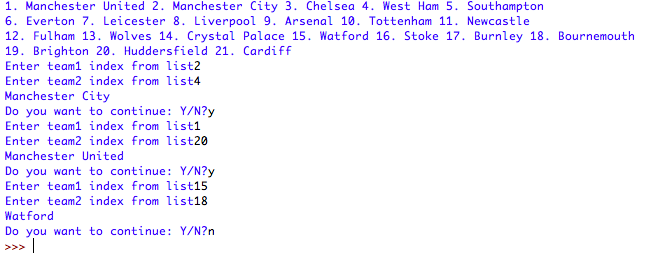 1. Manchester United 2. Manchester City 3. Chelsea 4. West Ham 5. Southampton
6. Everton 7. Leicester 8. Liverpool 9. Arsenal 10. Tottenham 11. Newcastle
12. Fulham 13. Wolves 14. Crystal Palace 15. Watford 16. Stoke 17. Burnley 18. Bournemouth
19. Brighton 20. Huddersfield 21. Cardiff
Enter team1 index from list2
Enter team2 index from list4
Manchester City
Do you want to continue: Y/N?y
Enter team1 index from list1
Enter team2 index from list20
Manchester United
Do you want to continue: Y/N?y
Enter team1 index from list15
Enter team2 index from list18
Watford
Do you want to continue: Y/N?n
>>>